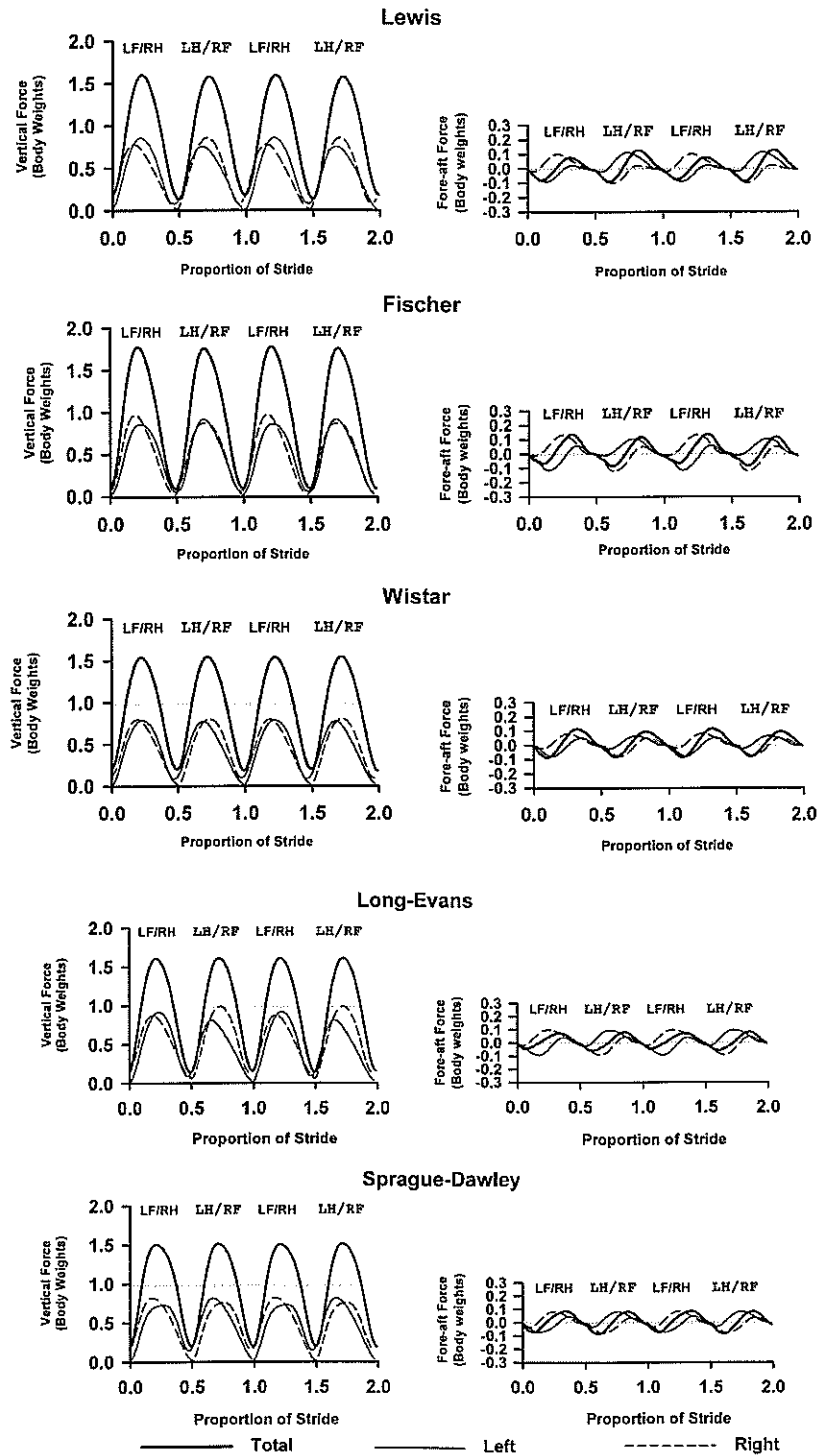 Lewis
Vertical Force
(Body Weights)
2.0
1.5
1.0
0.5
0.0
LF/RH LH/RF LF/RH LH/RF
0.0 0.5 1.0 1.5 2.0
Proportion of Stride
Fore-aft Force
(Body weights)
0.3
0.2
0.1
0.0
-0.1
-0.2
-0.3
LF/RH LH/RF LF/RH LH/RF
0.0 0.5 1.0 1.5 2.0
Proportion of Stride
Fischer
Vertical Force
(Body Weights)
2.0
1.5
1.0
0.5
0.0
LF/RH LH/RF LF/RH LH/RF
0.0 0.5 1.0 1.5 2.0
Proportion of Stride
Fore-aft Force
(Body weights)
0.3
0.2
0.1
0.0
-0.1
-0.2
-0.3
LF/RH LH/RF LF/RH LH/RF
0.0 0.5 1.0 1.5 2.0
Proportion of Stride
Wistar
Vertical Force
(Body Weights)
2.0
1.5
1.0
0.5
0.0
LF/RH LH/RF LF/RH LH/RF
0.0 0.5 1.0 1.5 2.0
Proportion of Stride
Fore-aft Force
(Body weights)
0.3
0.2
0.1
0.0
-0.1
-0.2
-0.3
LF/RH LH/RF LF/RH LH/RF
0.0 0.5 1.0 1.5 2.0
Proportion of Stride
Long-Evans
Vertical Force
(Body Weights)
2.0
1.5
1.0
0.5
0.0
LF/RH LH/RF LF/RH LH/RF
0.0 0.5 1.0 1.5 2.0
Proportion of Stride
Fore-aft Force
(Body weights)
0.3
0.2
0.1
0.0
-0.1
-0.2
-0.3
LF/RH LH/RF LF/RH LH/RF
0.0 0.5 1.0 1.5 2.0
Proportion of Stride
Sprague-Dawley
Vertical Force
(Body Weights)
2.0
1.5
1.0
0.5
0.0
LF/RH LH/RF LF/RH LH/RF
0.0 0.5 1.0 1.5 2.0
Proportion of Stride
Fore-aft Force
(Body weights)
0.3
0.2
0.1
0.0
-0.1
-0.2
-0.3
LF/RH LH/RF LF/RH LH/RF
0.0 0.5 1.0 1.5 2.0
Proportion of Stride
Total Left Right